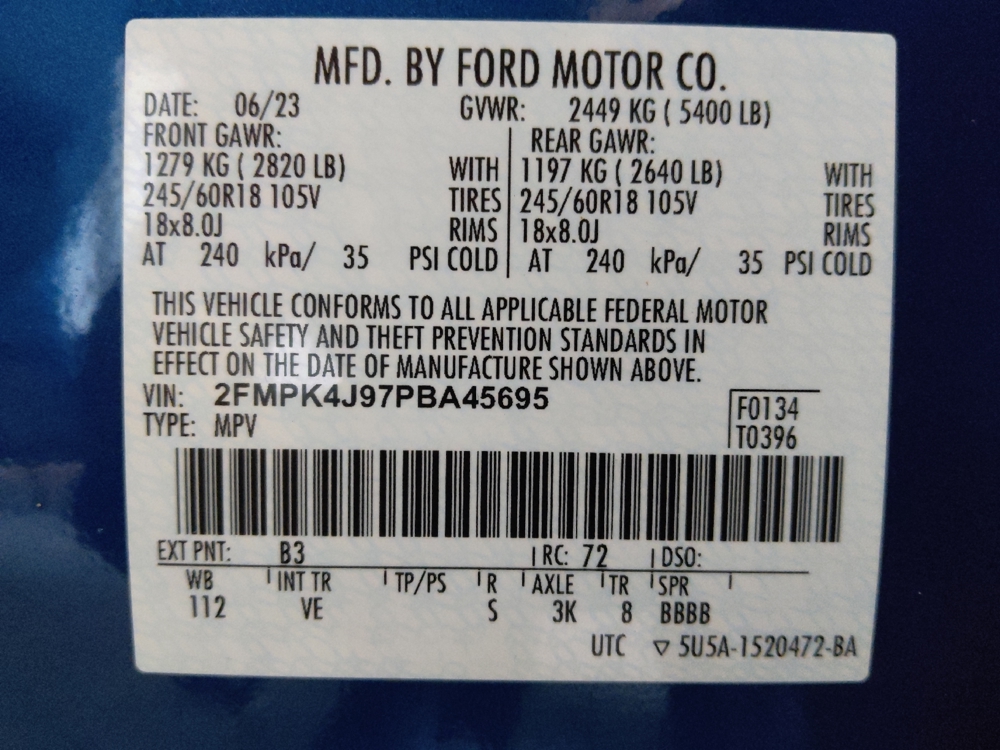 MFD. BY FORD MOTOR CO.
DATE: 06/23 GVWR: 2449 KG ( 5400 LB)
FRONT GAWR: REAR GAWR:
1279 KG ( 2820 LB) WITH 1197 KG ( 2640 LB) WITH
245/60R18 105V TIRES 245/60R18 105V TIRES
18x8.0J RIMS 18x8.0J RIMS
AT 240 kPa/ 35 PSI COLD AT 240 kPa/ 35 PSI COLD
THIS VEHICLE CONFORMS TO ALL APPLICABLE FEDERAL MOTOR
VEHICLE SAFETY AND THEFT PREVENTION STANDARDS IN
EFFECT ON THE DATE OF MANUFACTURE SHOWN ABOVE.
VIN: 2FMPK4J97PBA45695 F0134
TYPE: MPV T0396
EXT PNT: B3 RC: 72 DSO:
WB INT TR TP/PS R AXLE TR SPR
112 VE S 3K 8 BBBB
UTC ▽ 5U5A-1520472-BA